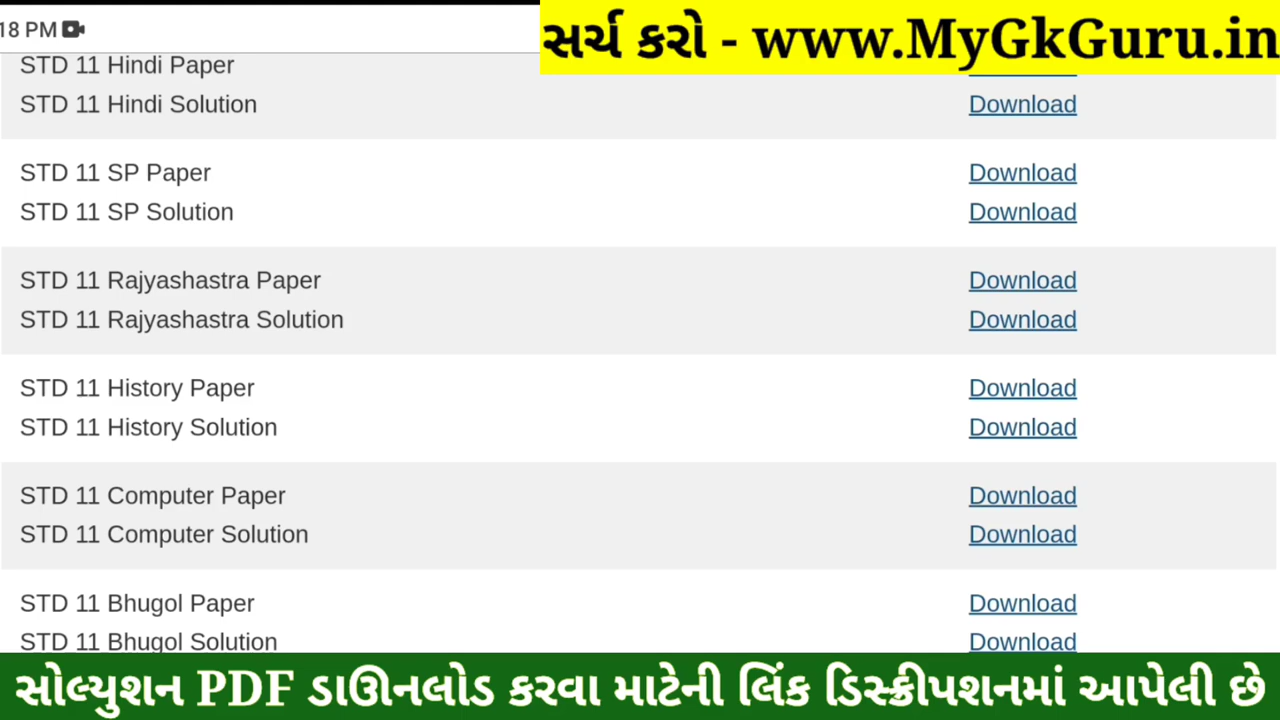 18 PM
સર્ચ કરો - www.MyGkGuru.in
STD 11 Hindi Paper
STD 11 Hindi Solution Download
STD 11 SP Paper Download
STD 11 SP Solution Download
STD 11 Rajyashastra Paper Download
STD 11 Rajyashastra Solution Download
STD 11 History Paper Download
STD 11 History Solution Download
STD 11 Computer Paper Download
STD 11 Computer Solution Download
STD 11 Bhugol Paper Download
STD 11 Bhugol Solution Download
સોલ્યુશન PDF ડાઊનલોડ કરવા માટેની લિંક ડિસ્ક્રીપશનમાં આપેલી છે